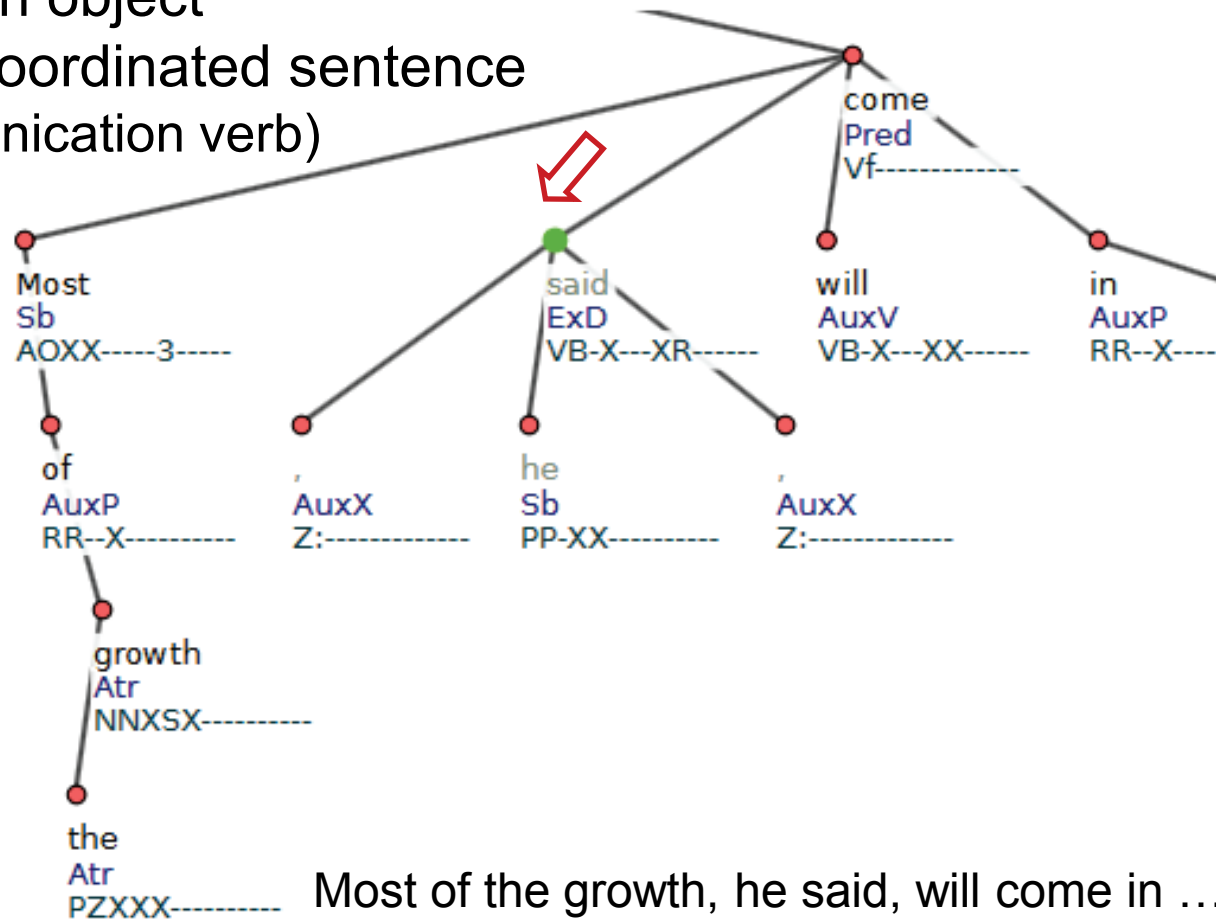 n object
oordinated sentence
nication verb)
come
Pred
Vf-------------
Most
Sb
AOXX-----3-----
said
ExD
VB-X---XR------
will
AuxV
VB-X---XX------
in
AuxP
RR--X----
of
AuxP
RR--X----------
,
AuxX
Z:-------------
he
Sb
PP-XX----------
,
AuxX
Z:-------------
growth
Atr
NNXSX----------
the
Atr
PZXXX----------
Most of the growth, he said, will come in …